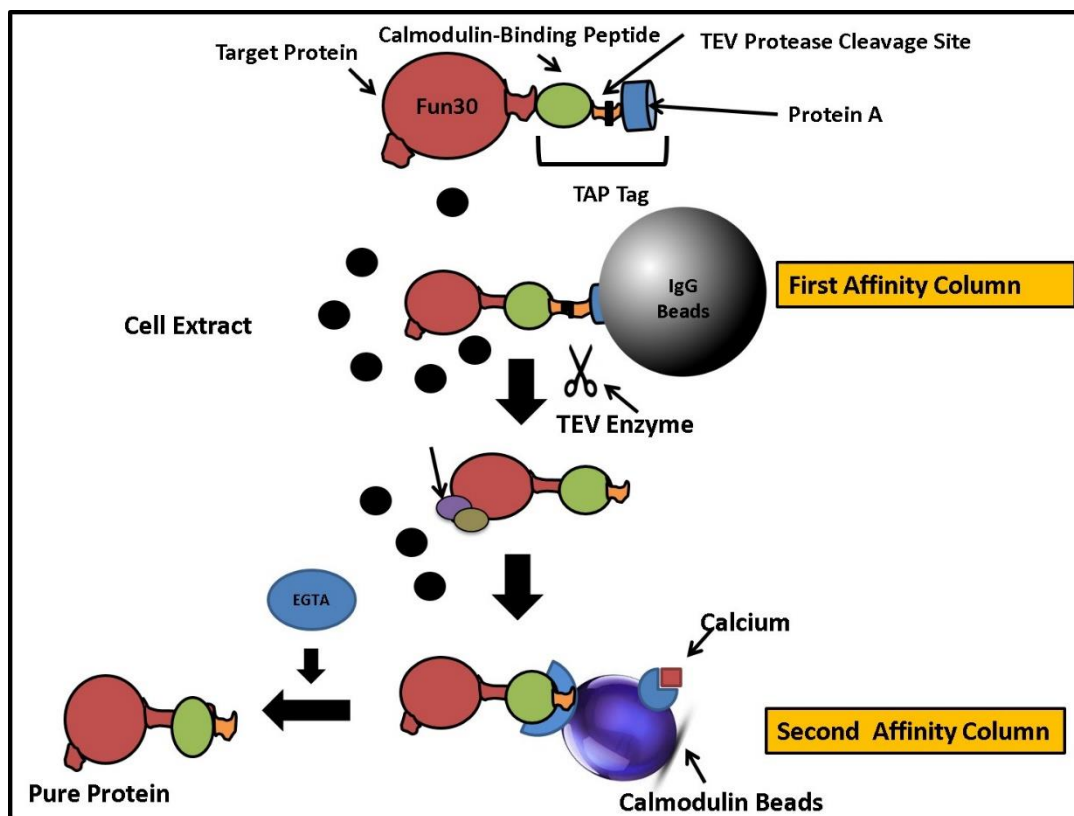 Calmodulin-Binding Peptide
TEV Protease Cleavage Site
Target Protein
Fun30
Protein A
TAP Tag
IgG
Beads
First Affinity Column
Cell Extract
TEV Enzyme
EGTA
Calcium
Second Affinity Column
Pure Protein
Calmodulin Beads